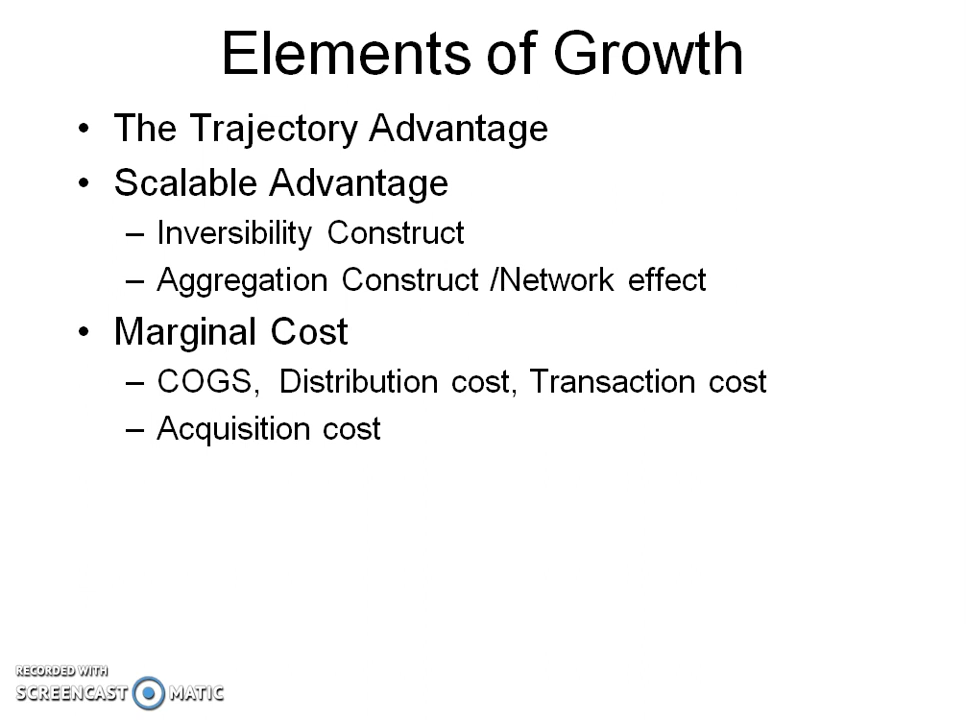 Elements of Growth
• The Trajectory Advantage
• Scalable Advantage
– Inversibility Construct
– Aggregation Construct /Network effect
• Marginal Cost
– COGS, Distribution cost, Transaction cost
– Acquisition cost
RECORDED WITH
SCREENCAST MATIC